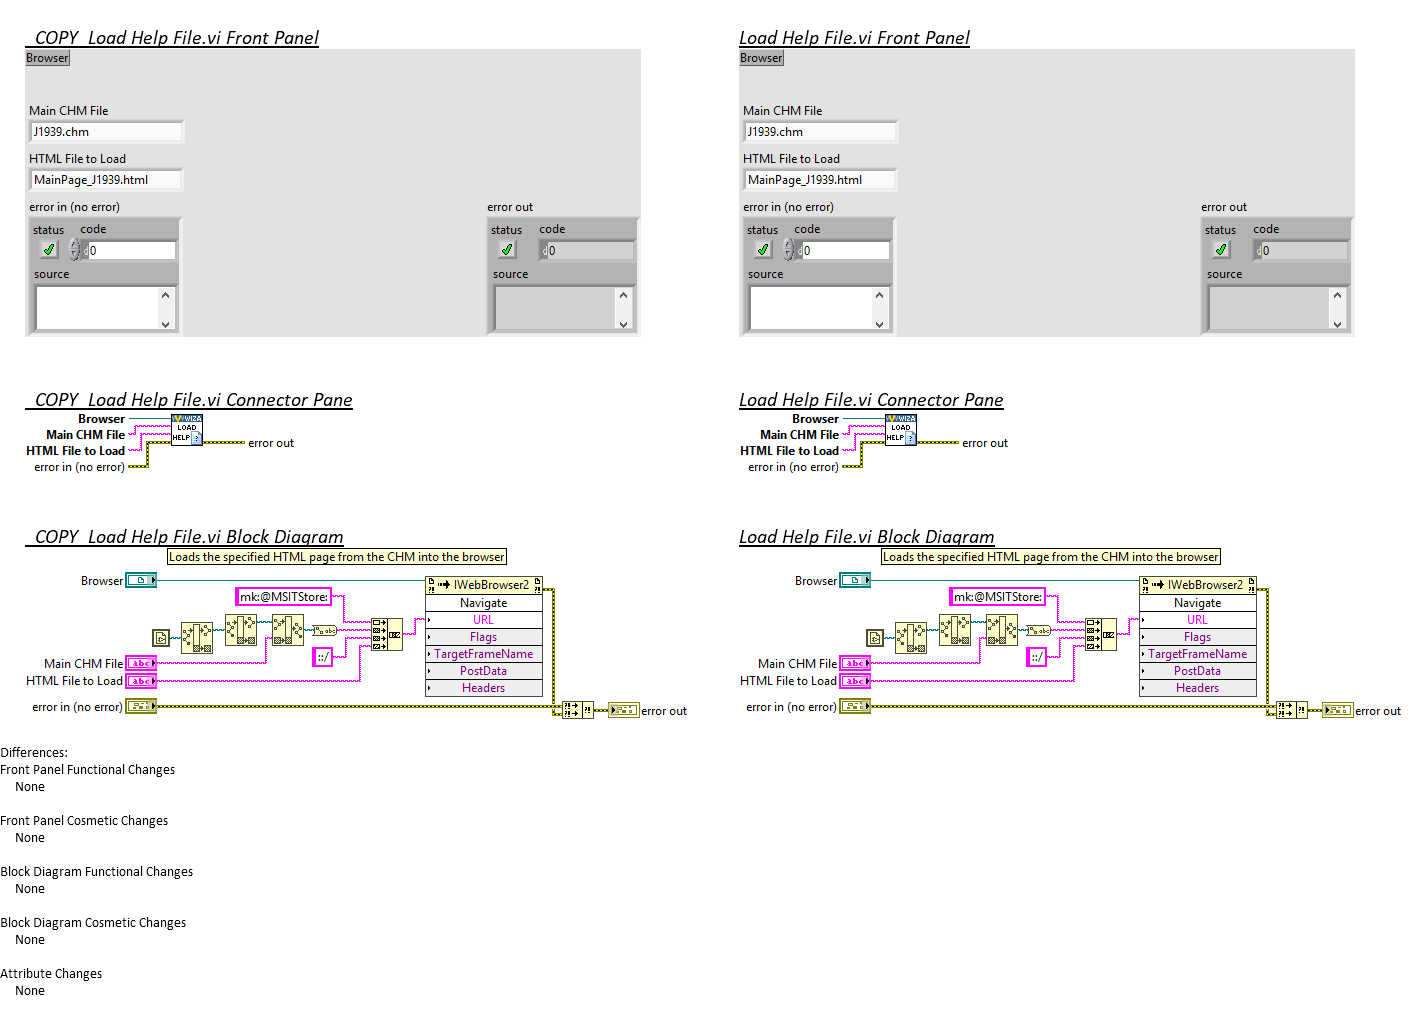 COPY Load Help File.vi Front Panel
Browser
Main CHM File
J1939.chm
HTML File to Load
MainPage_J1939.html
error in (no error)
status code
0
source
error out
status code
0
source
Load Help File.vi Front Panel
Browser
Main CHM File
J1939.chm
HTML File to Load
MainPage_J1939.html
error in (no error)
status code
0
source
error out
status code
0
source
COPY Load Help File.vi Connector Pane
Browser
Main CHM File
HTML File to Load
error in (no error)
LOAD
HELP ?
error out
Load Help File.vi Connector Pane
Browser
Main CHM File
HTML File to Load
error in (no error)
LOAD
HELP ?
error out
COPY Load Help File.vi Block Diagram
Loads the specified HTML page from the CHM into the browser
Browser
mk:@MSITStore:
abc
::/
Main CHM File abc
HTML File to Load abc
error in (no error)
IWebBrowser2
Navigate
URL
Flags
TargetFrameName
PostData
Headers
error out
Load Help File.vi Block Diagram
Loads the specified HTML page from the CHM into the browser
Browser
mk:@MSITStore:
abc
::/
Main CHM File abc
HTML File to Load abc
error in (no error)
IWebBrowser2
Navigate
URL
Flags
TargetFrameName
PostData
Headers
error out
Differences:
Front Panel Functional Changes
None
Front Panel Cosmetic Changes
None
Block Diagram Functional Changes
None
Block Diagram Cosmetic Changes
None
Attribute Changes
None